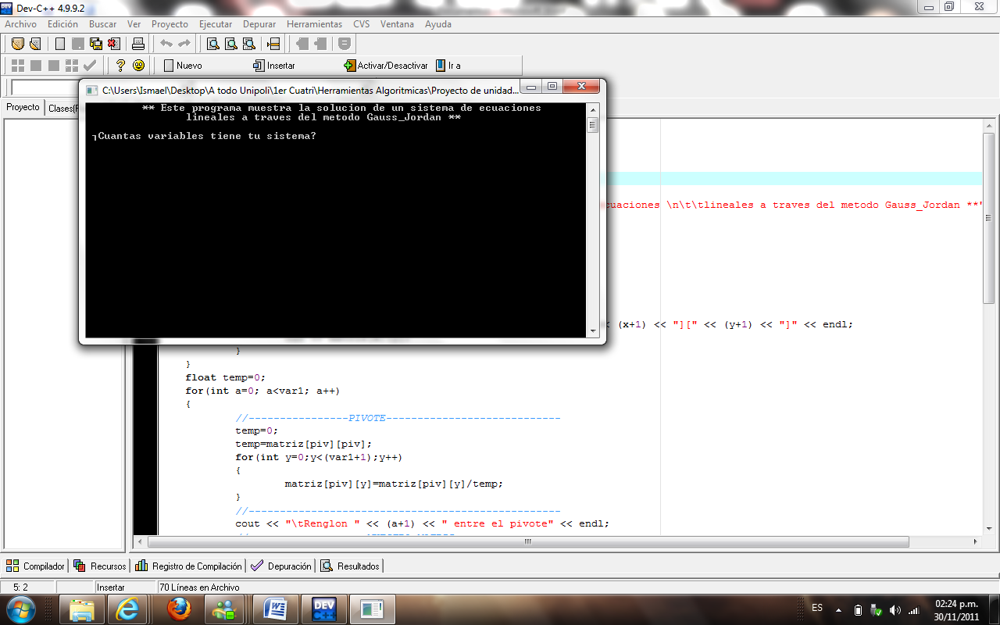 Dev-C++ 4.9.9.2
Archivo Edición Buscar Ver Proyecto Ejecutar Depurar Herramientas CVS Ventana Ayuda
Nuevo Insertar Activar/Desactivar Ir a
C:\Users\Ismael\Desktop\A todo Unipoli\1er Cuatri\Herramientas Algoritmicas\Proyecto de unidad...
Proyecto Clases(F
** Este programa muestra la solucion de un sistema de ecuaciones
lineales a traves del metodo Gauss_Jordan **
┐Cuantas variables tiene tu sistema?
cuaciones \n\t\tlineales a traves del metodo Gauss_Jordan **"
< (x+1) << "][" << (y+1) << "]" << endl;
}
}
float temp=0;
for(int a=0; a<var1; a++)
{
//----------------PIVOTE----------------------------
temp=0;
temp=matriz[piv][piv];
for(int y=0;y<(var1+1);y++)
{
matriz[piv][y]=matriz[piv][y]/temp;
}
//--------------------------------------------------
cout << "\tRenglon " << (a+1) << " entre el pivote" << endl;
Compilador Recursos Registro de Compilación Depuración Resultados
5: 2 Insertar 70 Líneas en Archivo
DEV C++
ES
02:24 p.m.
30/11/2011